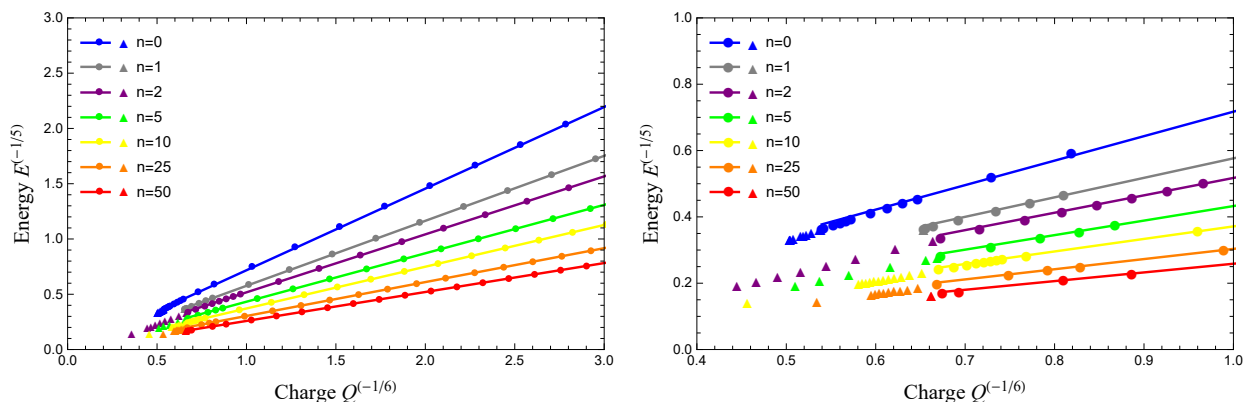 3.0
2.5
2.0
1.5
1.0
0.5
0.0
Energy E^(-1/5)
n=0
n=1
n=2
n=5
n=10
n=25
n=50
0.0 0.5 1.0 1.5 2.0 2.5 3.0
Charge Q^(-1/6)
1.0
0.8
0.6
0.4
0.2
0.0
Energy E^(-1/5)
n=0
n=1
n=2
n=5
n=10
n=25
n=50
0.4 0.5 0.6 0.7 0.8 0.9 1.0
Charge Q^(-1/6)